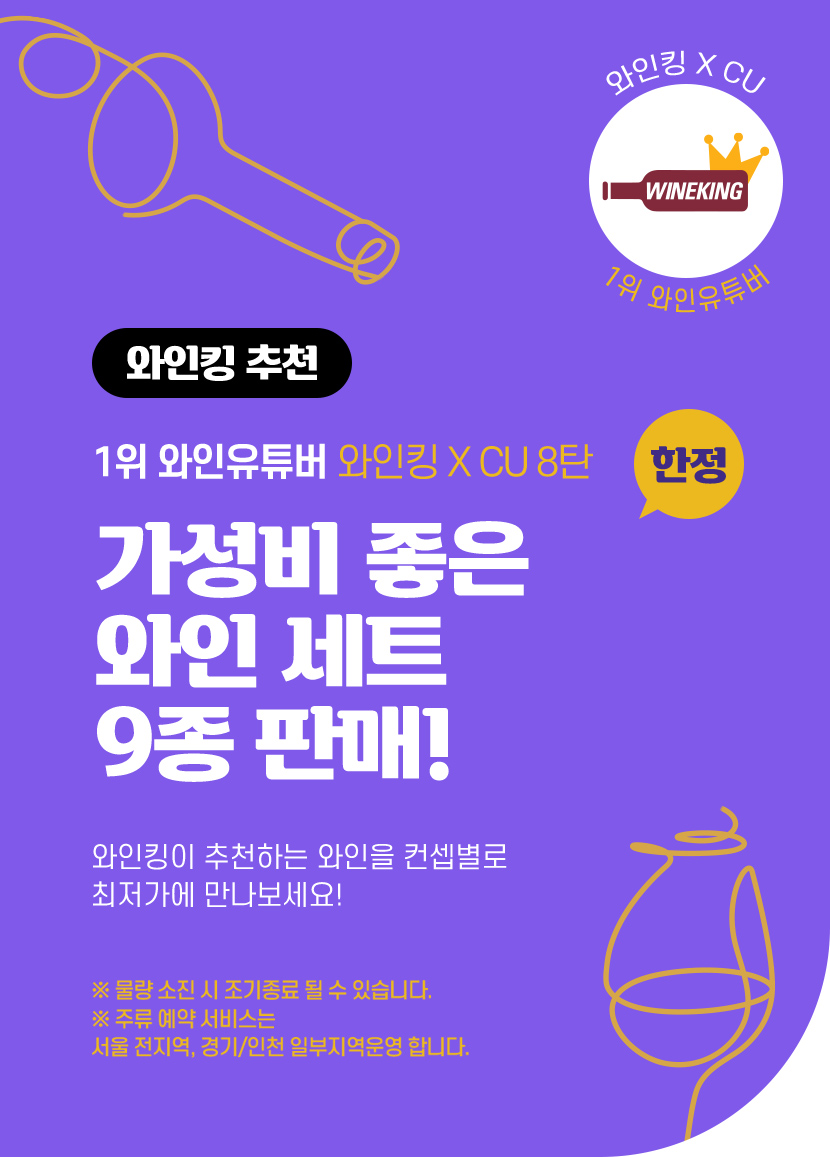 와인킹 X CU
WINEKING
1위 와인유튜버
와인킹 추천
1위 와인유튜버 와인킹 X CU 8탄
한정
가성비 좋은
와인 세트
9종 판매!
와인킹이 추천하는 와인을 컨셉별로
최저가에 만나보세요!
※ 물량 소진 시 조기종료 될 수 있습니다.
※ 주류 예약 서비스는
서울 전지역, 경기/인천 일부지역운영 합니다.